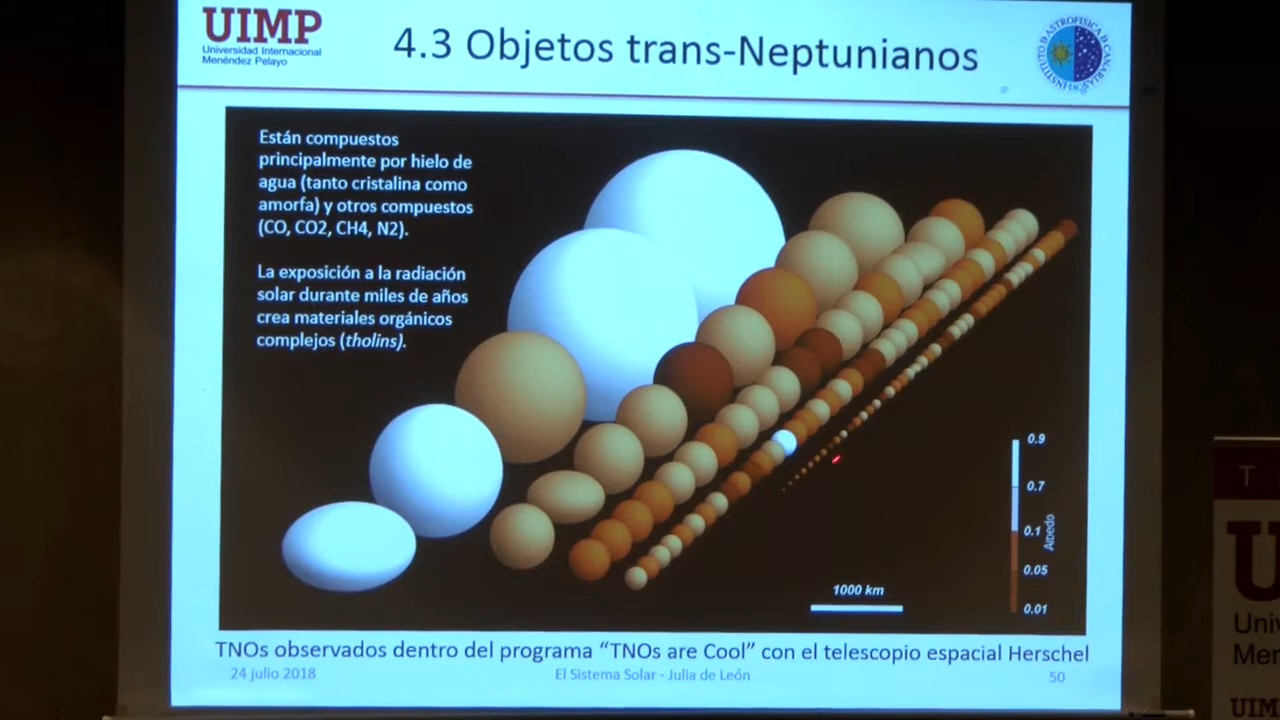 UIMP
Universidad Internacional
Menéndez Pelayo
4.3 Objetos trans-Neptunianos
Están compuestos
principalmente por hielo de
agua (tanto cristalina como
amorfa) y otros compuestos
(CO, CO2, CH4, N2).
La exposición a la radiación
solar durante miles de años
crea materiales orgánicos
complejos (tholins).
0.9
0.7
0.1
0.05
0.01
Albedo
1000 km
TNOs observados dentro del programa “TNOs are Cool” con el telescopio espacial Herschel
24 julio 2018
El Sistema Solar - Julia de León
50
T
U
Uni
Mer
UIM